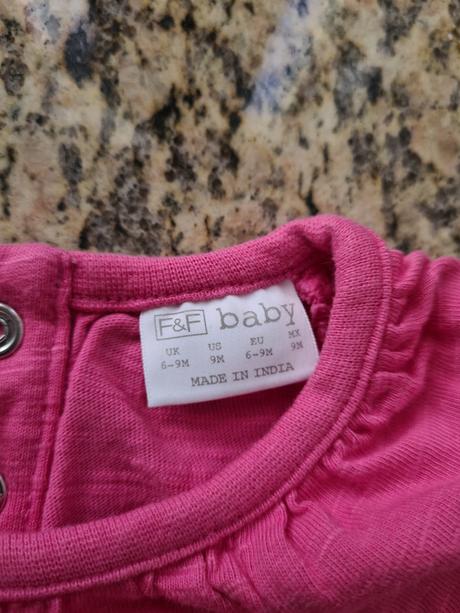 F&F baby
UK US EU MX
6-9M 9M 6-9M 9M
MADE IN INDIA